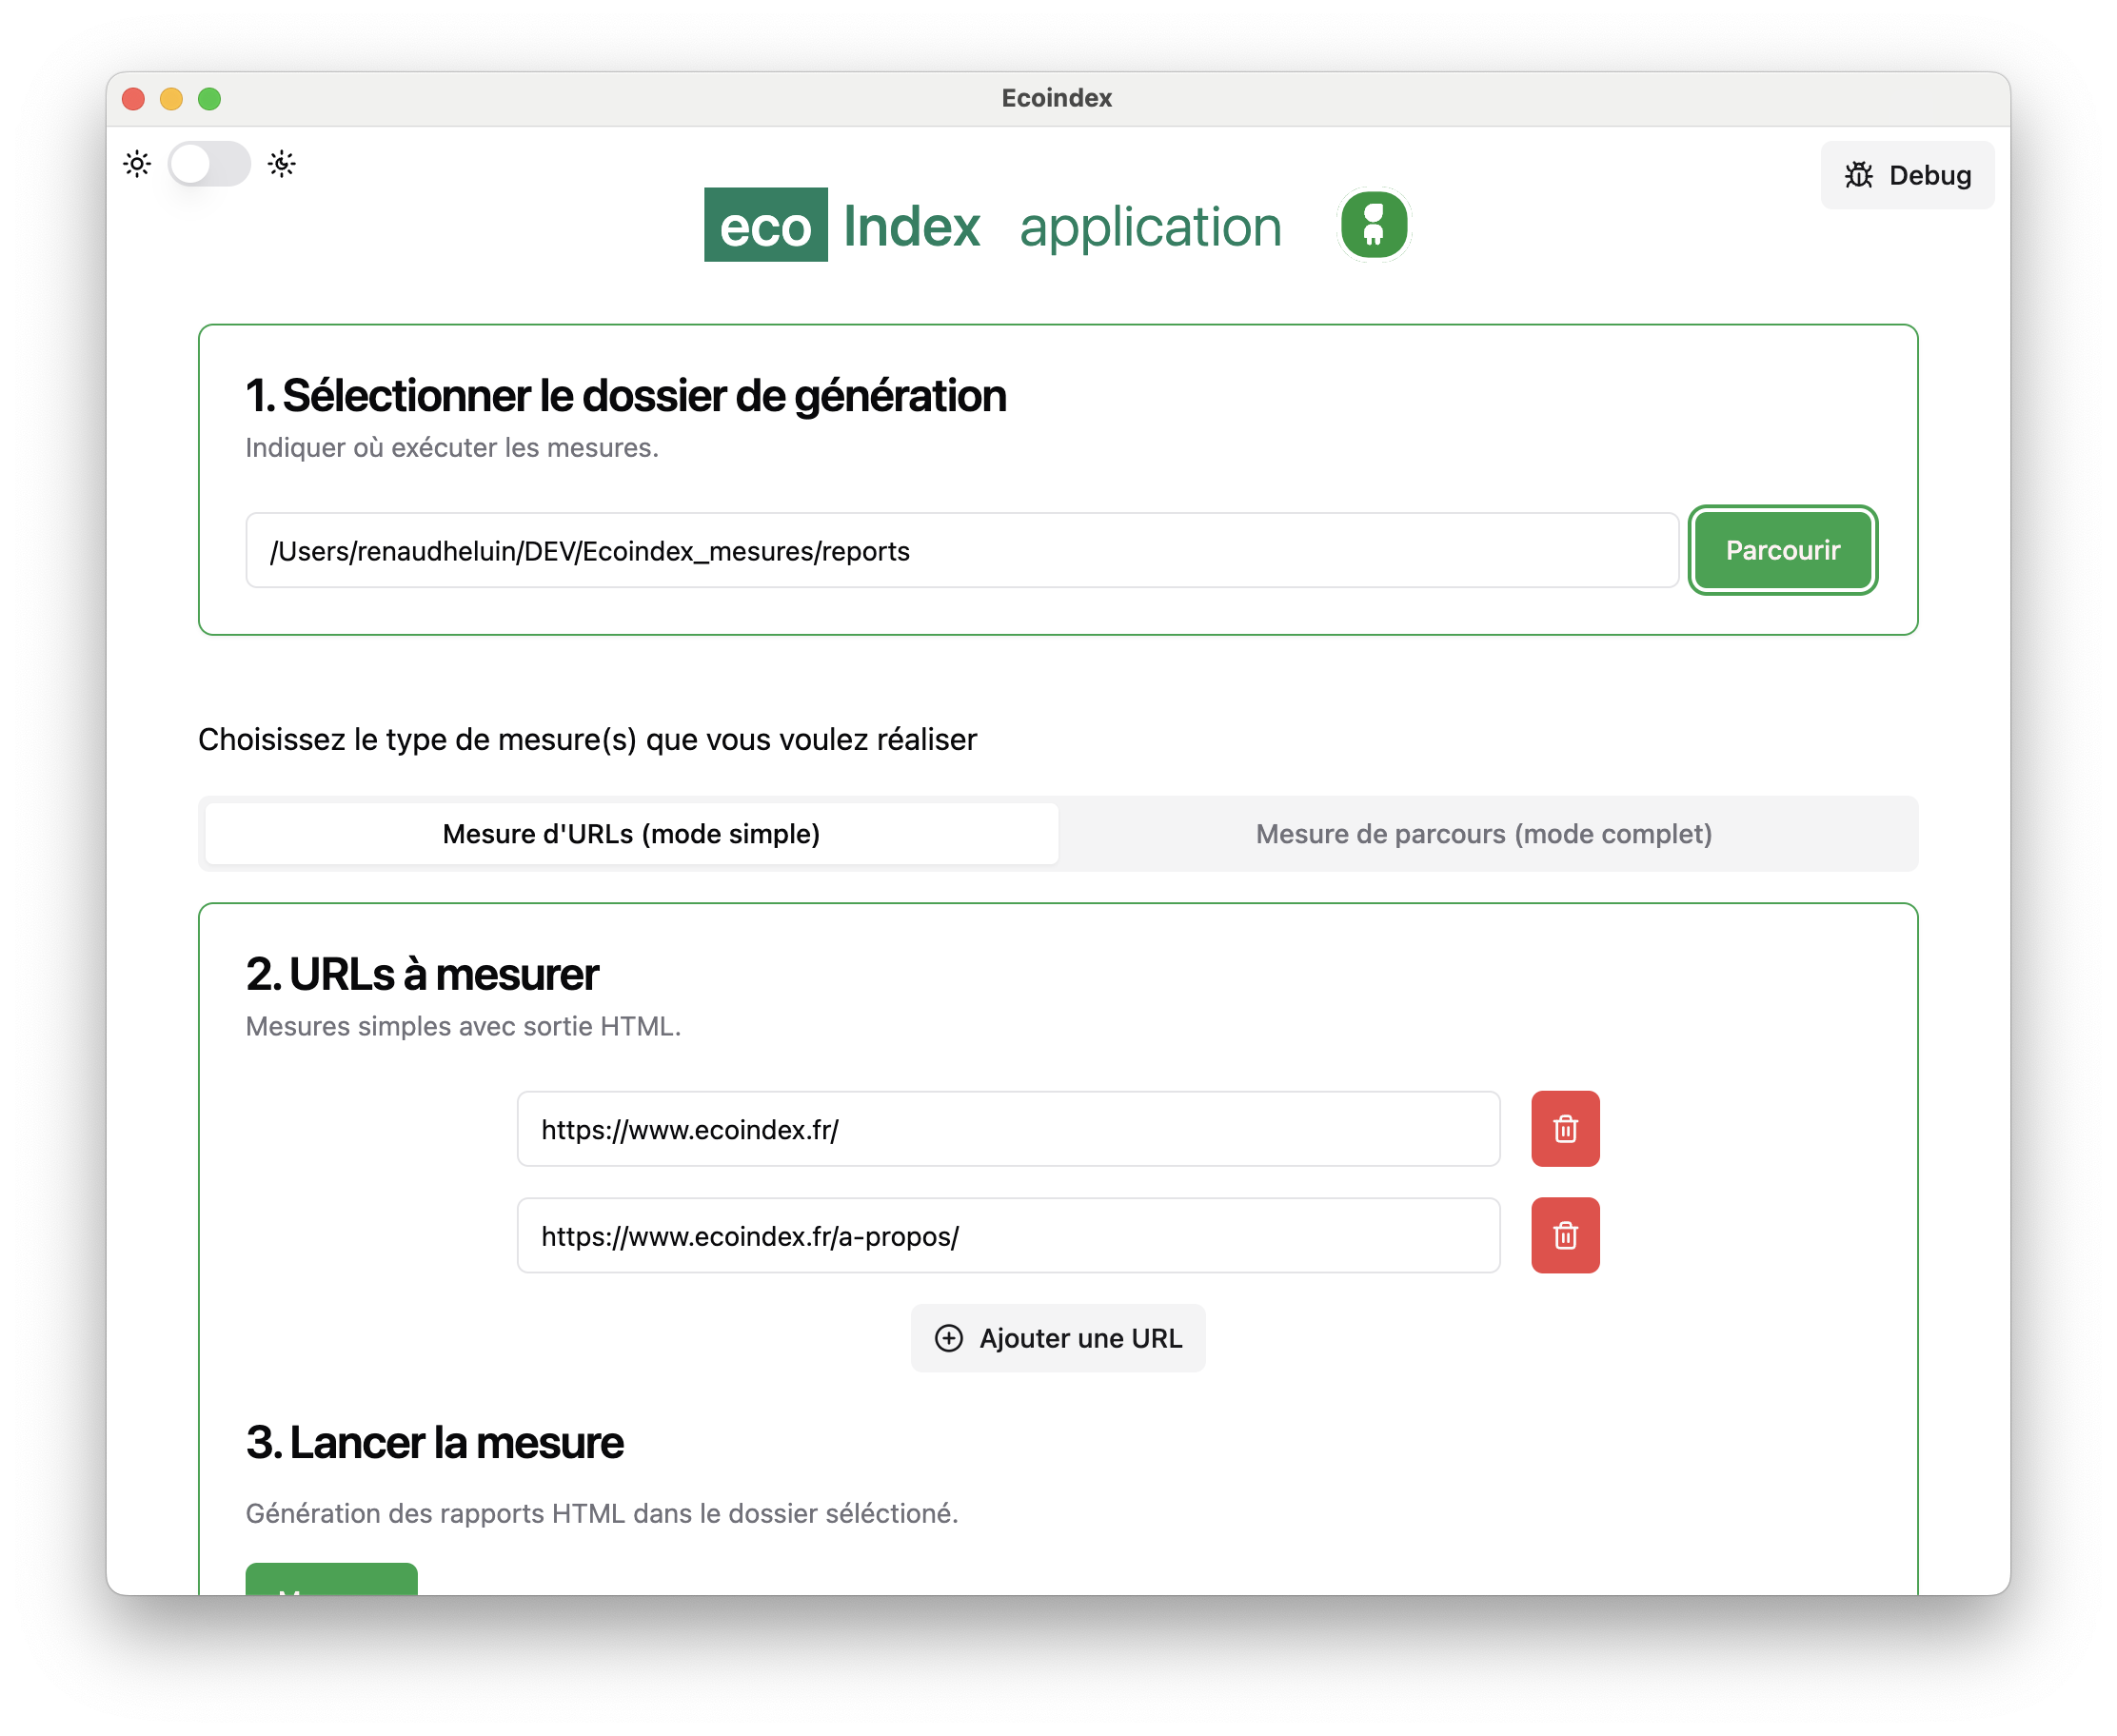 Ecoindex
Debug
eco Index application
1. Sélectionner le dossier de génération
Indiquer où exécuter les mesures.
/Users/renaudheluin/DEV/Ecoindex_mesures/reports
Parcourir
Choisissez le type de mesure(s) que vous voulez réaliser
Mesure d'URLs (mode simple)
Mesure de parcours (mode complet)
2. URLs à mesurer
Mesures simples avec sortie HTML.
https://www.ecoindex.fr/
https://www.ecoindex.fr/a-propos/
Ajouter une URL
3. Lancer la mesure
Génération des rapports HTML dans le dossier séléctioné.